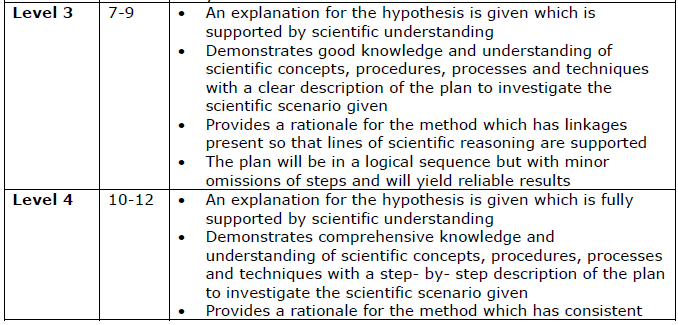 Level 3 7-9 • An explanation for the hypothesis is given which is
supported by scientific understanding
• Demonstrates good knowledge and understanding of
scientific concepts, procedures, processes and techniques
with a clear description of the plan to investigate the
scientific scenario given
• Provides a rationale for the method which has linkages
present so that lines of scientific reasoning are supported
• The plan will be in a logical sequence but with minor
omissions of steps and will yield reliable results
Level 4 10-12 • An explanation for the hypothesis is given which is fully
supported by scientific understanding
• Demonstrates comprehensive knowledge and
understanding of scientific concepts, procedures, processes
and techniques with a step- by- step description of the plan
to investigate the scientific scenario given
• Provides a rationale for the method which has consistent